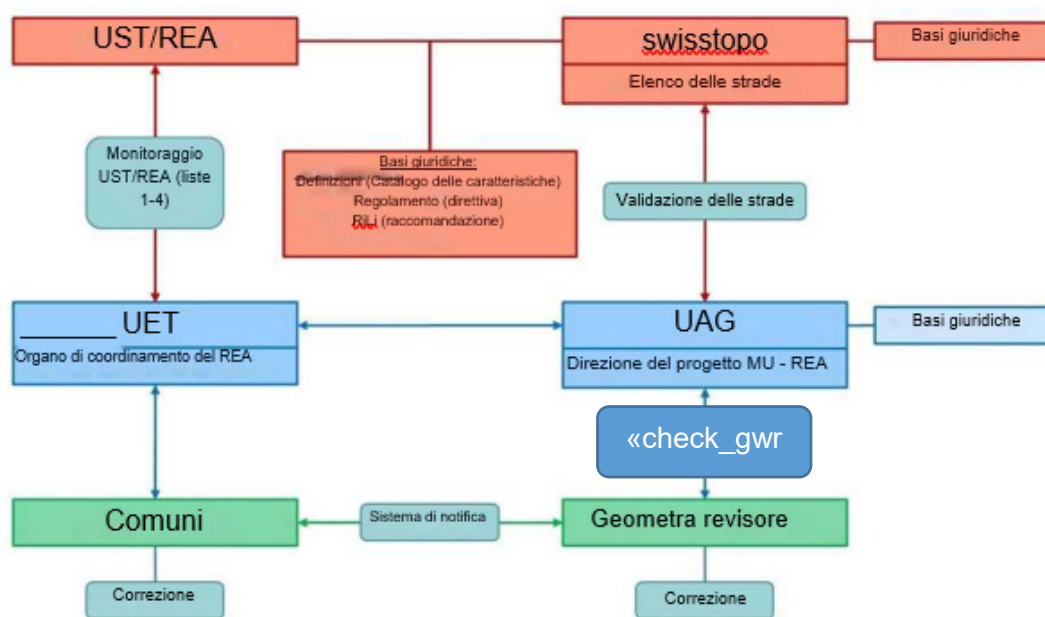 UST/REA
swisstopo
Elenco delle strade
Basi giuridiche
Monitoraggio
UST/REA (liste
1-4)
Basi giuridiche:
Definizioni (Catalogo delle caratteristiche)
Regolamento (direttiva)
RiLi (raccomandazione)
Validazione delle strade
______ UET
Organo di coordinamento del REA
UAG
Direzione del progetto MU - REA
Basi giuridiche
«check_gwr
Comuni
Sistema di notifica
Geometra revisore
Correzione
Correzione